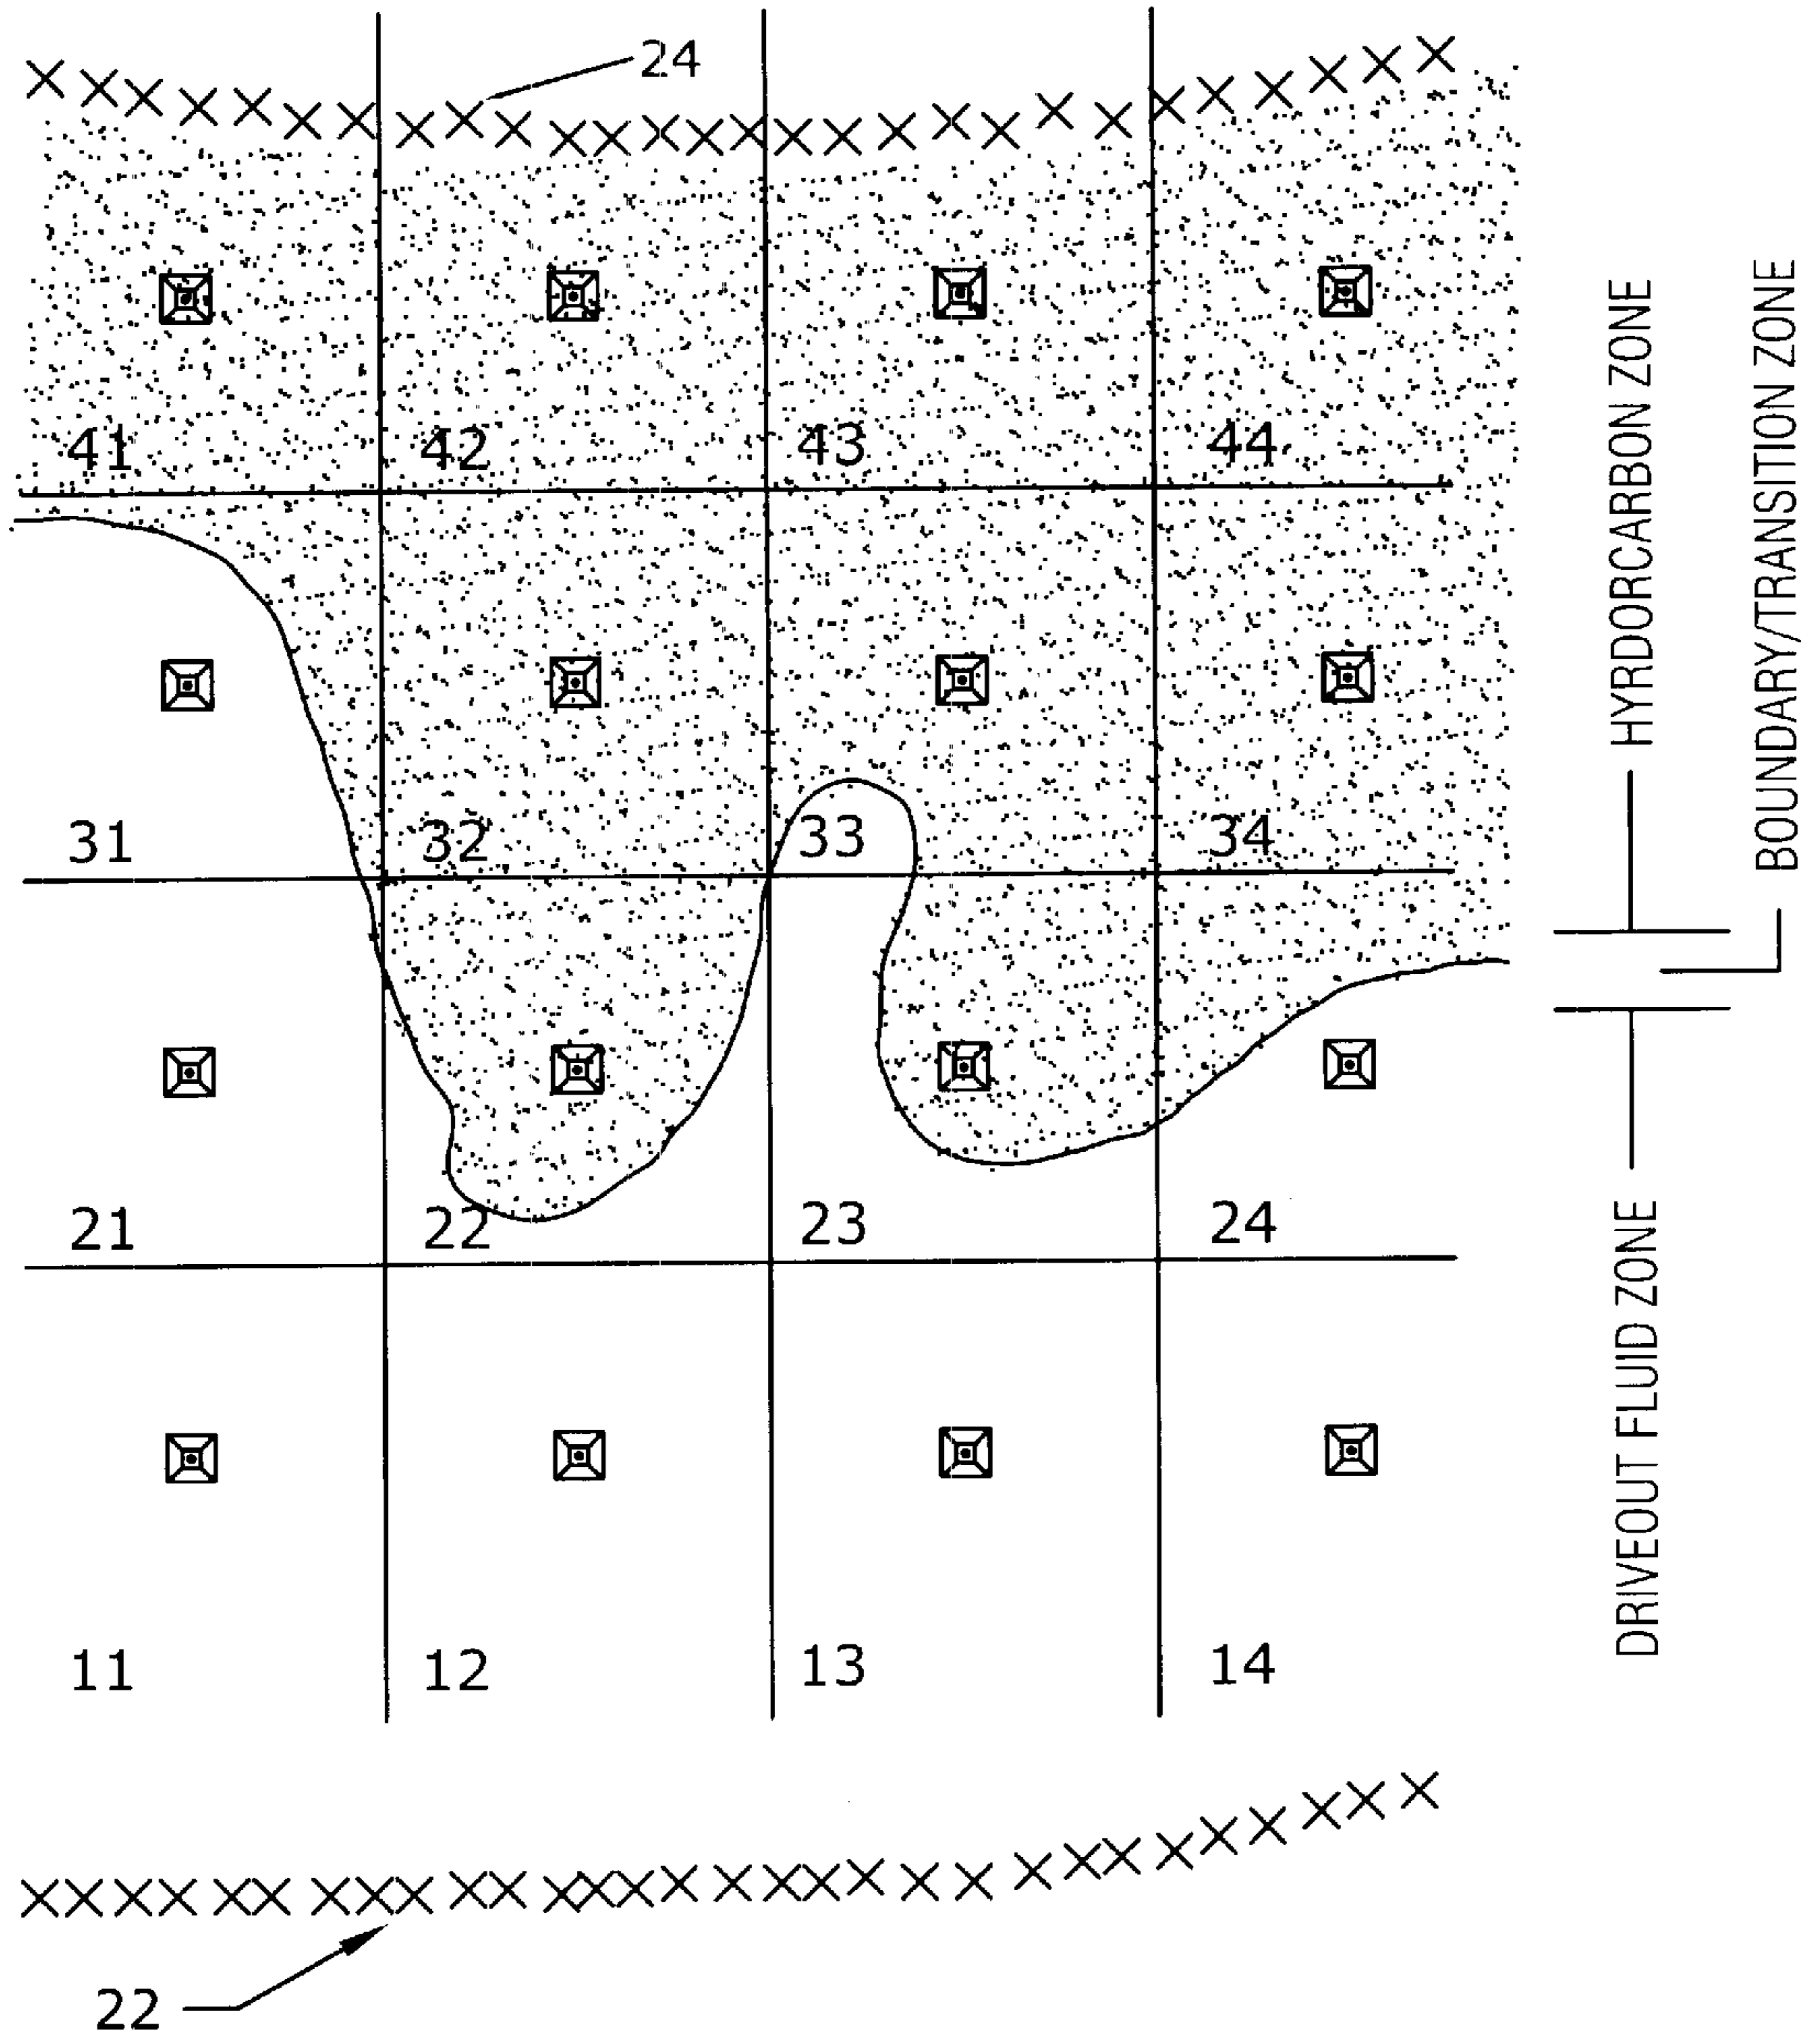 24
41 42 43 44
31 32 33 34
21 22 23 24
11 12 13 14
22
HYRDORCARBON ZONE
BOUNDARY/TRANSITION ZONE
DRIVEOUT FLUID ZONE